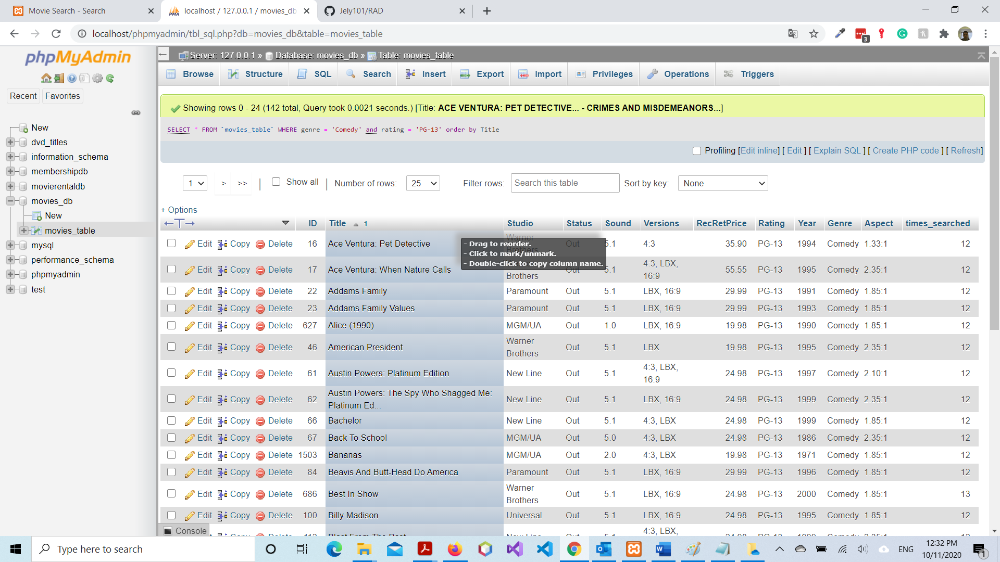 Movie Search - Search
localhost / 127.0.0.1 / movies_db
Jely101/RAD
localhost/phpmyadmin/tbl_sql.php?db=movies_db&table=movies_table
3
phpMyAdmin
Recent Favorites
New
dvd_titles
information_schema
membershipdb
movierentaldb
movies_db
New
movies_table
mysql
performance_schema
phpmyadmin
test
Server: 127.0.0.1 » Database: movies_db » Table: movies_table
Browse Structure SQL Search Insert Export Import Privileges Operations Triggers
Showing rows 0 - 24 (142 total, Query took 0.0021 seconds.) [Title: ACE VENTURA: PET DETECTIVE... - CRIMES AND MISDEMEANORS...]
SELECT * FROM `movies_table` WHERE genre = 'Comedy' and rating = 'PG-13' order by Title
Profiling [Edit inline] [ Edit ] [ Explain SQL ] [ Create PHP code ] [ Refresh]
1 > >> | Show all | Number of rows: 25 Filter rows: Search this table Sort by key: None
+ Options
←T→ ID Title 1 Studio Status Sound Versions RecRetPrice Rating Year Genre Aspect times_searched
Edit Copy Delete 16 Ace Ventura: Pet Detective Warner Brothers Out 5.1 4:3 35.90 PG-13 1994 Comedy 1.33:1 12
- Drag to reorder.
- Click to mark/unmark.
- Double-click to copy column name.
Edit Copy Delete 17 Ace Ventura: When Nature Calls Brothers 5.1 4:3, LBX, 16:9 55.55 PG-13 1995 Comedy 2.35:1 12
Edit Copy Delete 22 Addams Family Paramount Out 5.1 LBX, 16:9 29.99 PG-13 1991 Comedy 1.85:1 12
Edit Copy Delete 23 Addams Family Values Paramount Out 5.1 LBX, 16:9 29.99 PG-13 1993 Comedy 1.85:1 12
Edit Copy Delete 627 Alice (1990) MGM/UA Out 1.0 LBX, 16:9 19.98 PG-13 1990 Comedy 1.85:1 12
Edit Copy Delete 46 American President Warner Brothers Out 5.1 LBX 19.98 PG-13 1995 Comedy 2.35:1 12
Edit Copy Delete 61 Austin Powers: Platinum Edition New Line Out 5.1 4:3, LBX, 16:9 24.98 PG-13 1997 Comedy 2.10:1 12
Edit Copy Delete 62 Austin Powers: The Spy Who Shagged Me: Platinum Ed... New Line Out 5.1 LBX, 16:9 24.98 PG-13 1999 Comedy 2.35:1 12
Edit Copy Delete 66 Bachelor New Line Out 5.1 4:3, LBX 24.98 PG-13 1999 Comedy 1.85:1 12
Edit Copy Delete 67 Back To School MGM/UA Out 5.0 4:3, LBX 24.98 PG-13 1986 Comedy 2.35:1 12
Edit Copy Delete 1503 Bananas MGM/UA Out 2.0 4:3, LBX 19.98 PG-13 1971 Comedy 1.85:1 12
Edit Copy Delete 84 Beavis And Butt-Head Do America Paramount Out 5.1 LBX, 16:9 29.99 PG-13 1996 Comedy 1.85:1 12
Edit Copy Delete 686 Best In Show Warner Brothers Out 5.1 LBX, 16:9 24.98 PG-13 2000 Comedy 1.85:1 13
Edit Copy Delete 100 Billy Madison Universal Out 5.1 LBX, 16:9 24.98 PG-13 1995 Comedy 1.85:1 12
4:3, LBX,
Console
Type here to search
ENG
12:32 PM
10/11/2020
1